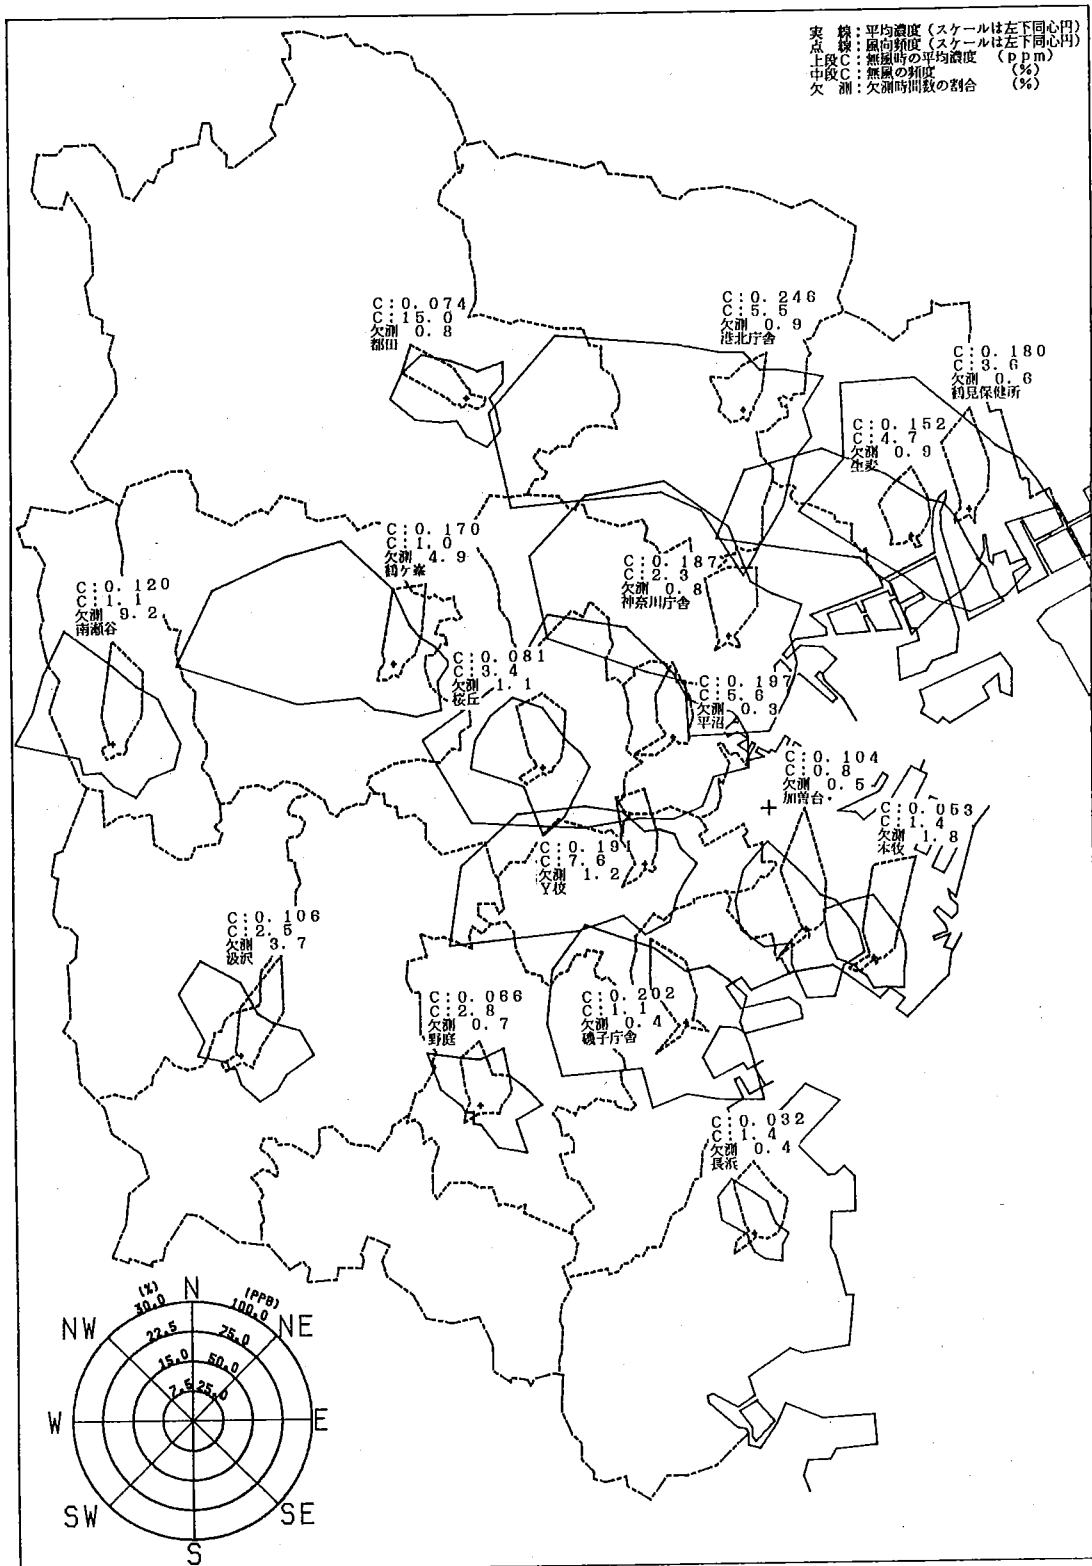 実　線：平均濃度（スケールは左下同心円）
点　線：風向頻度（スケールは左下同心円）
上段C：無風時の平均濃度　（ppm）
中段C：無風の頻度　（%）
欠　測：欠測時間数の割合　（%）
C:0.074
C:15.0
欠測 0.8
都田
C:0.246
C:5.5
欠測 0.9
港北庁舎
C:0.180
C:3.6
欠測 0.6
鶴見保健所
C:0.152
C:4.7
欠測 0.9
生麦
C:0.170
C:1.0
欠測 4.9
鶴ケ峯
C:0.187
C:2.3
欠測 0.8
神奈川庁舎
C:0.120
C:1.1
欠測 9.2
南瀬谷
C:0.081
C:3.4
欠測 1.1
桜丘
C:0.197
C:5.6
欠測 0.3
平沼
C:0.104
C:0.8
欠測 0.5
加曽台
C:0.053
C:1.4
欠測 1.8
本牧
C:0.191
C:7.6
欠測 1.2
Y校
C:0.106
C:2.5
欠測 3.7
汲沢
C:0.066
C:2.8
欠測 0.7
野庭
C:0.202
C:1.1
欠測 0.4
磯子庁舎
C:0.032
C:1.4
欠測 0.4
長浜
(%) N (PPB)
30.0 100.0
NW NE
22.5 75.0
15.0 50.0
7.5 25.0
W E
SW SE
S